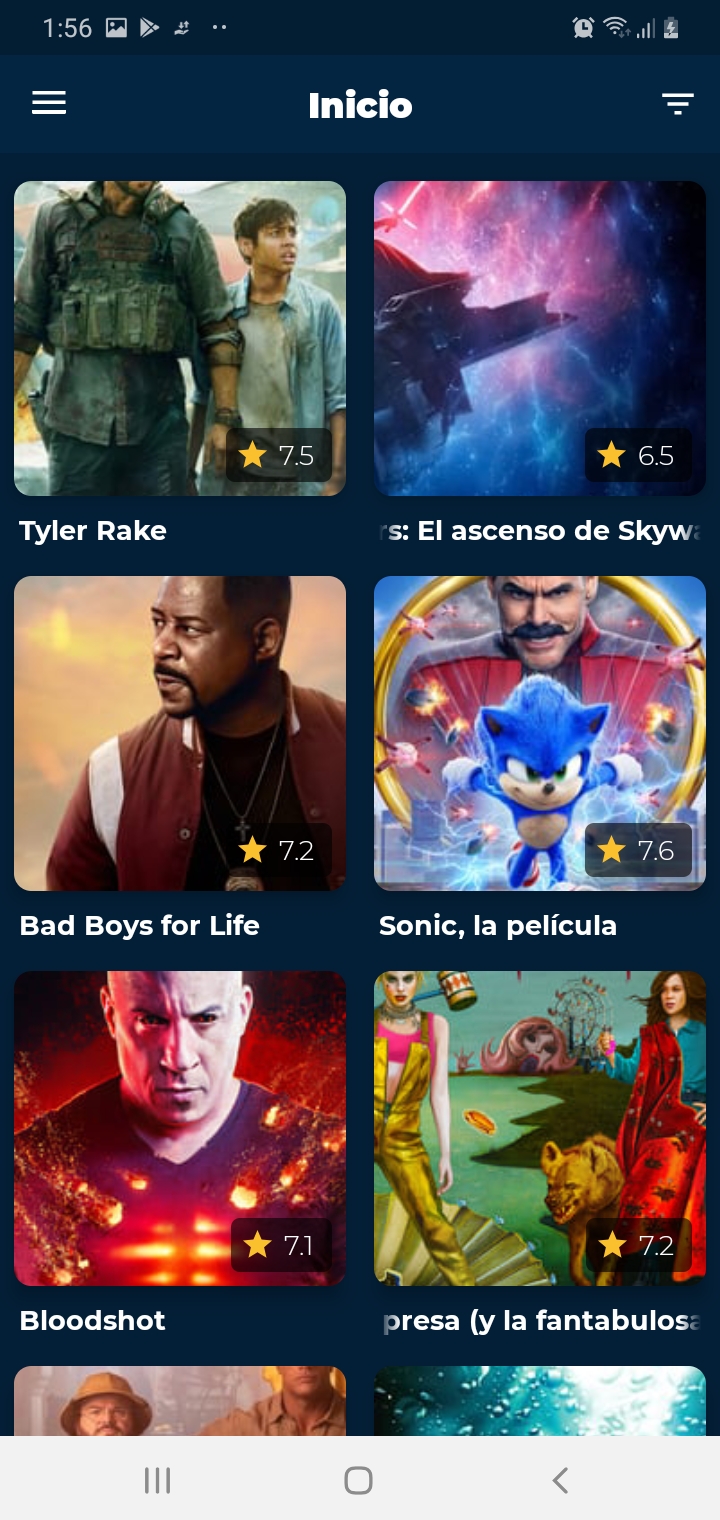 1:56
Inicio
7.5
6.5
Tyler Rake
rs: El ascenso de Skywa
7.2
7.6
Bad Boys for Life
Sonic, la película
7.1
7.2
Bloodshot
presa (y la fantabulosa